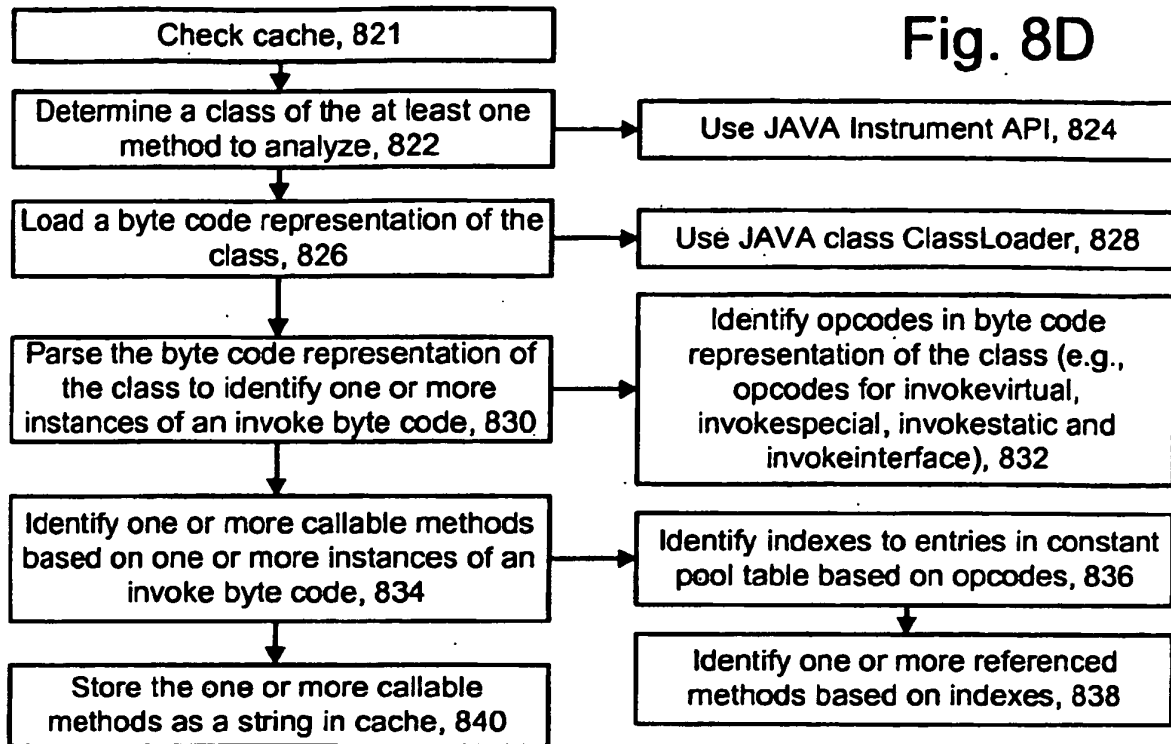 Fig. 8D
Check cache, 821
Determine a class of the at least one
method to analyze, 822
Use JAVA Instrument API, 824
Load a byte code representation of the
class, 826
Use JAVA class ClassLoader, 828
Parse the byte code representation of
the class to identify one or more
instances of an invoke byte code, 830
Identify opcodes in byte code
representation of the class (e.g.,
opcodes for invokevirtual,
invokespecial, invokestatic and
invokeinterface), 832
Identify one or more callable methods
based on one or more instances of an
invoke byte code, 834
Identify indexes to entries in constant
pool table based on opcodes, 836
Identify one or more referenced
methods based on indexes, 838
Store the one or more callable
methods as a string in cache, 840